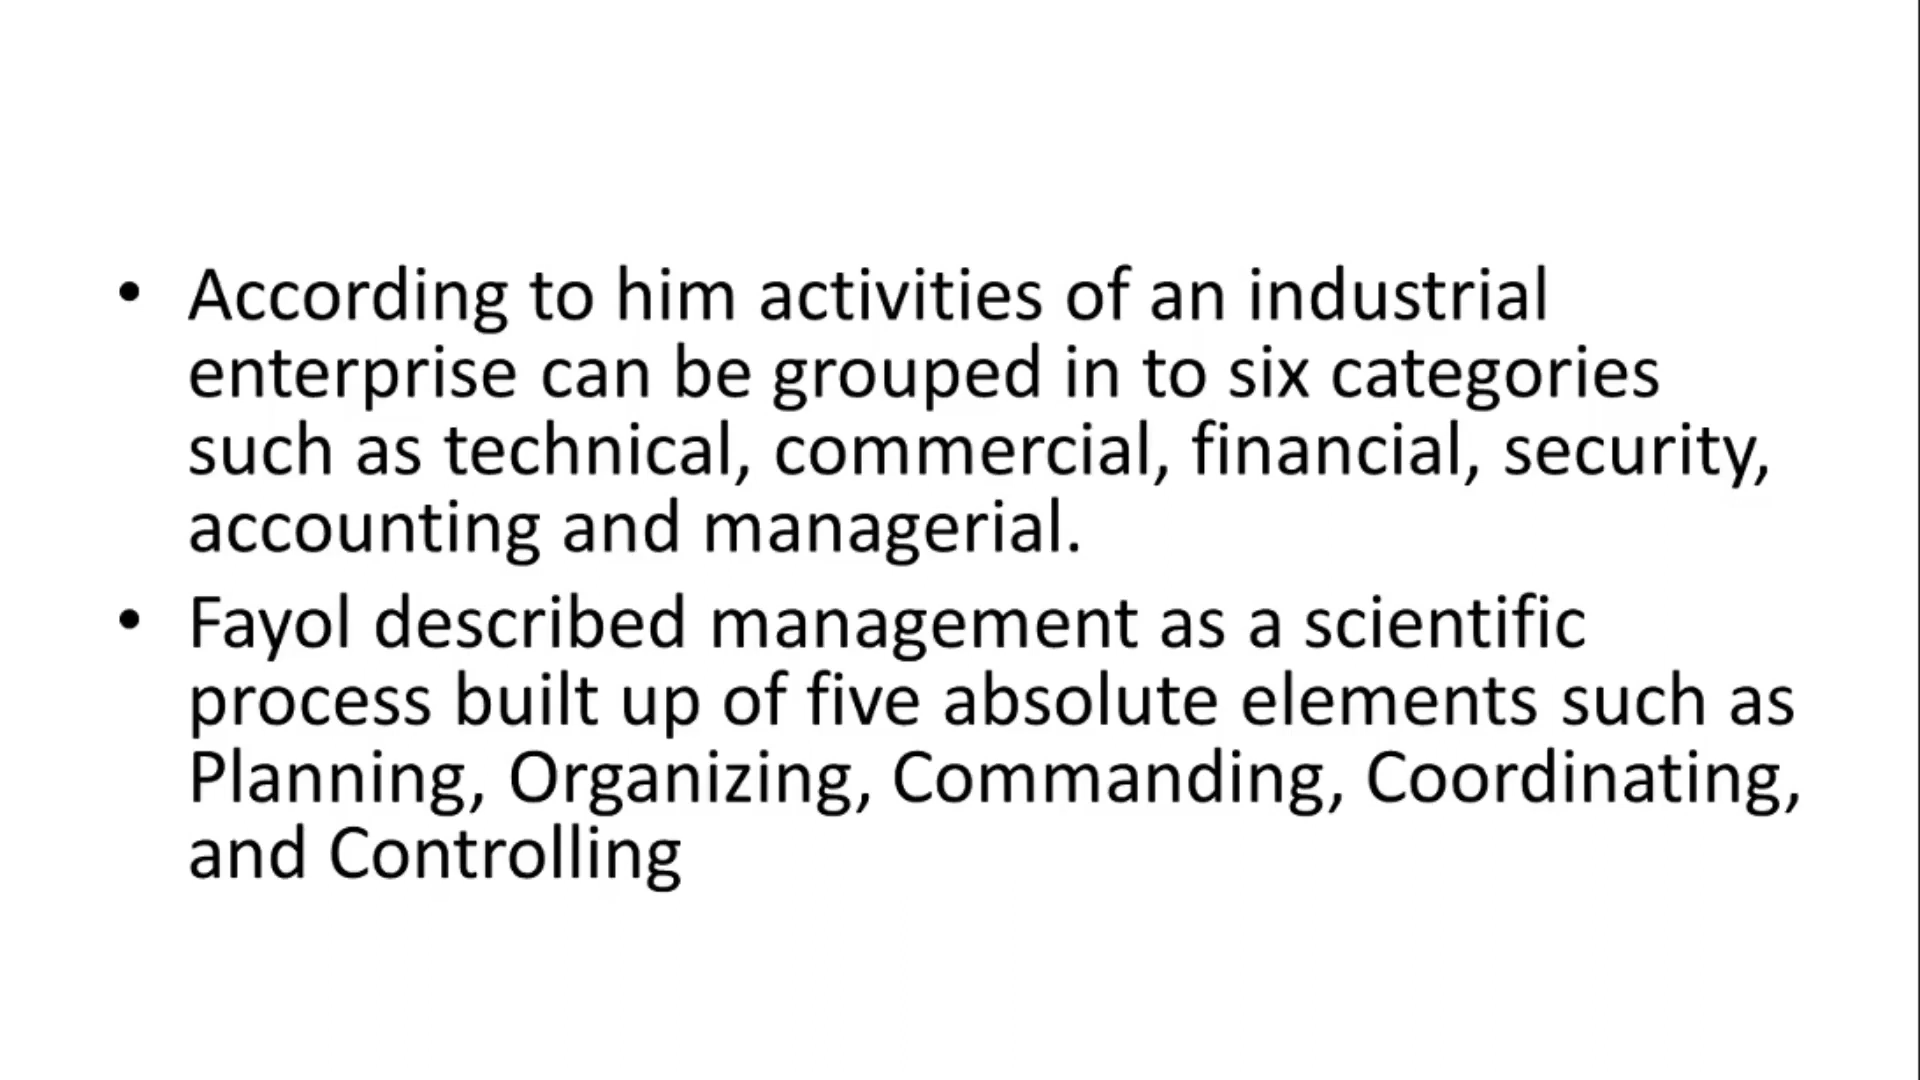 • According to him activities of an industrial
enterprise can be grouped in to six categories
such as technical, commercial, financial, security,
accounting and managerial.
• Fayol described management as a scientific
process built up of five absolute elements such as
Planning, Organizing, Commanding, Coordinating,
and Controlling